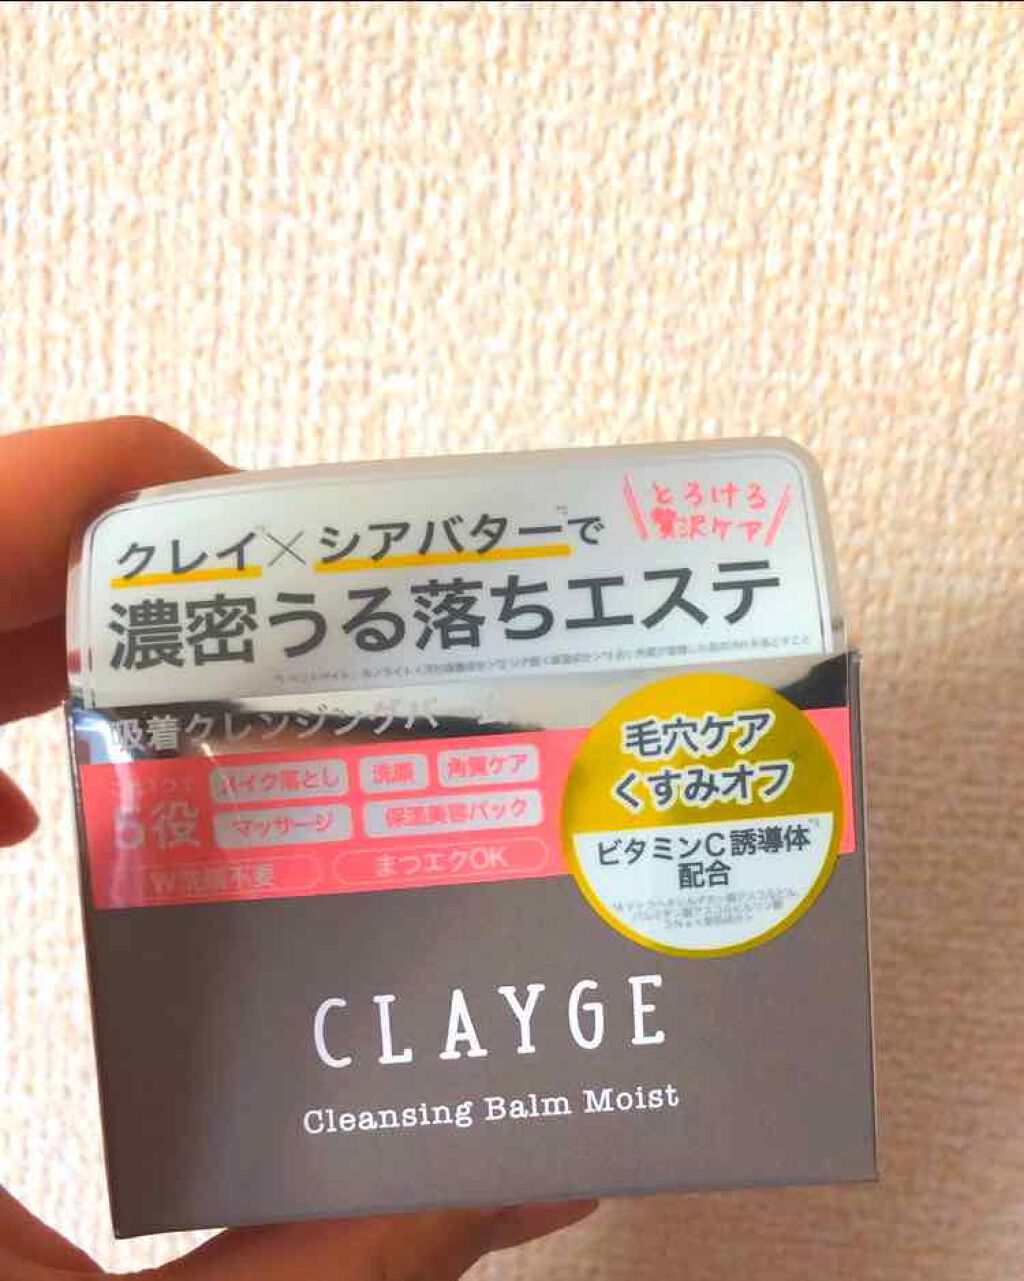 とろける
贅沢ケア
クレイ×シアバターで
濃密うる落ちエステ
吸着クレンジングバーム
5役
メイク落とし 洗顔 角質ケア
マッサージ 保湿美容パック
W洗顔不要 まつエクOK
毛穴ケア
くすみオフ
ビタミンC誘導体
配合
CLAYGE
Cleansing Balm Moist